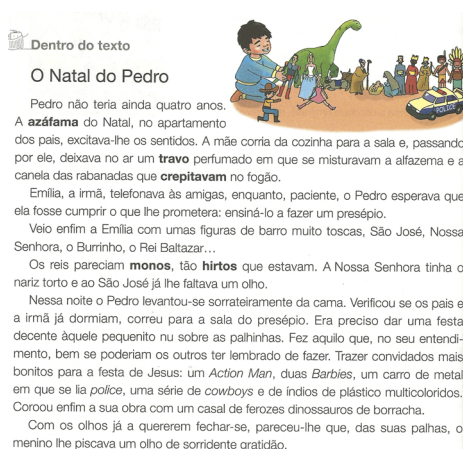 Dentro do texto
O Natal do Pedro
Pedro não teria ainda quatro anos.
A azáfama do Natal, no apartamento
dos pais, excitava-lhe os sentidos. A mãe corria da cozinha para a sala e, passando
por ele, deixava no ar um travo perfumado em que se misturavam a alfazema e a
canela das rabanadas que crepitavam no fogão.
Emília, a irmã, telefonava às amigas, enquanto, paciente, o Pedro esperava que
ela fosse cumprir o que lhe prometera: ensiná-lo a fazer um presépio.
Veio enfim a Emília com umas figuras de barro muito toscas, São José, Nossa
Senhora, o Burrinho, o Rei Baltazar…
Os reis pareciam monos, tão hirtos que estavam. A Nossa Senhora tinha o
nariz torto e ao São José já lhe faltava um olho.
Nessa noite o Pedro levantou-se sorrateiramente da cama. Verificou se os pais e
a irmã já dormiam, correu para a sala do presépio. Era preciso dar uma festa
decente àquele pequenito nu sobre as palhinhas. Fez aquilo que, no seu entendi-
mento, bem se poderiam os outros ter lembrado de fazer. Trazer convidados mais
bonitos para a festa de Jesus: um Action Man, duas Barbies, um carro de metal
em que se lia police, uma série de cowboys e de índios de plástico multicoloridos.
Coroou enfim a sua obra com um casal de ferozes dinossauros de borracha.
Com os olhos já a quererem fechar-se, pareceu-lhe que, das suas palhas, o
menino lhe piscava um olho de sorridente gratidão.
POLICE